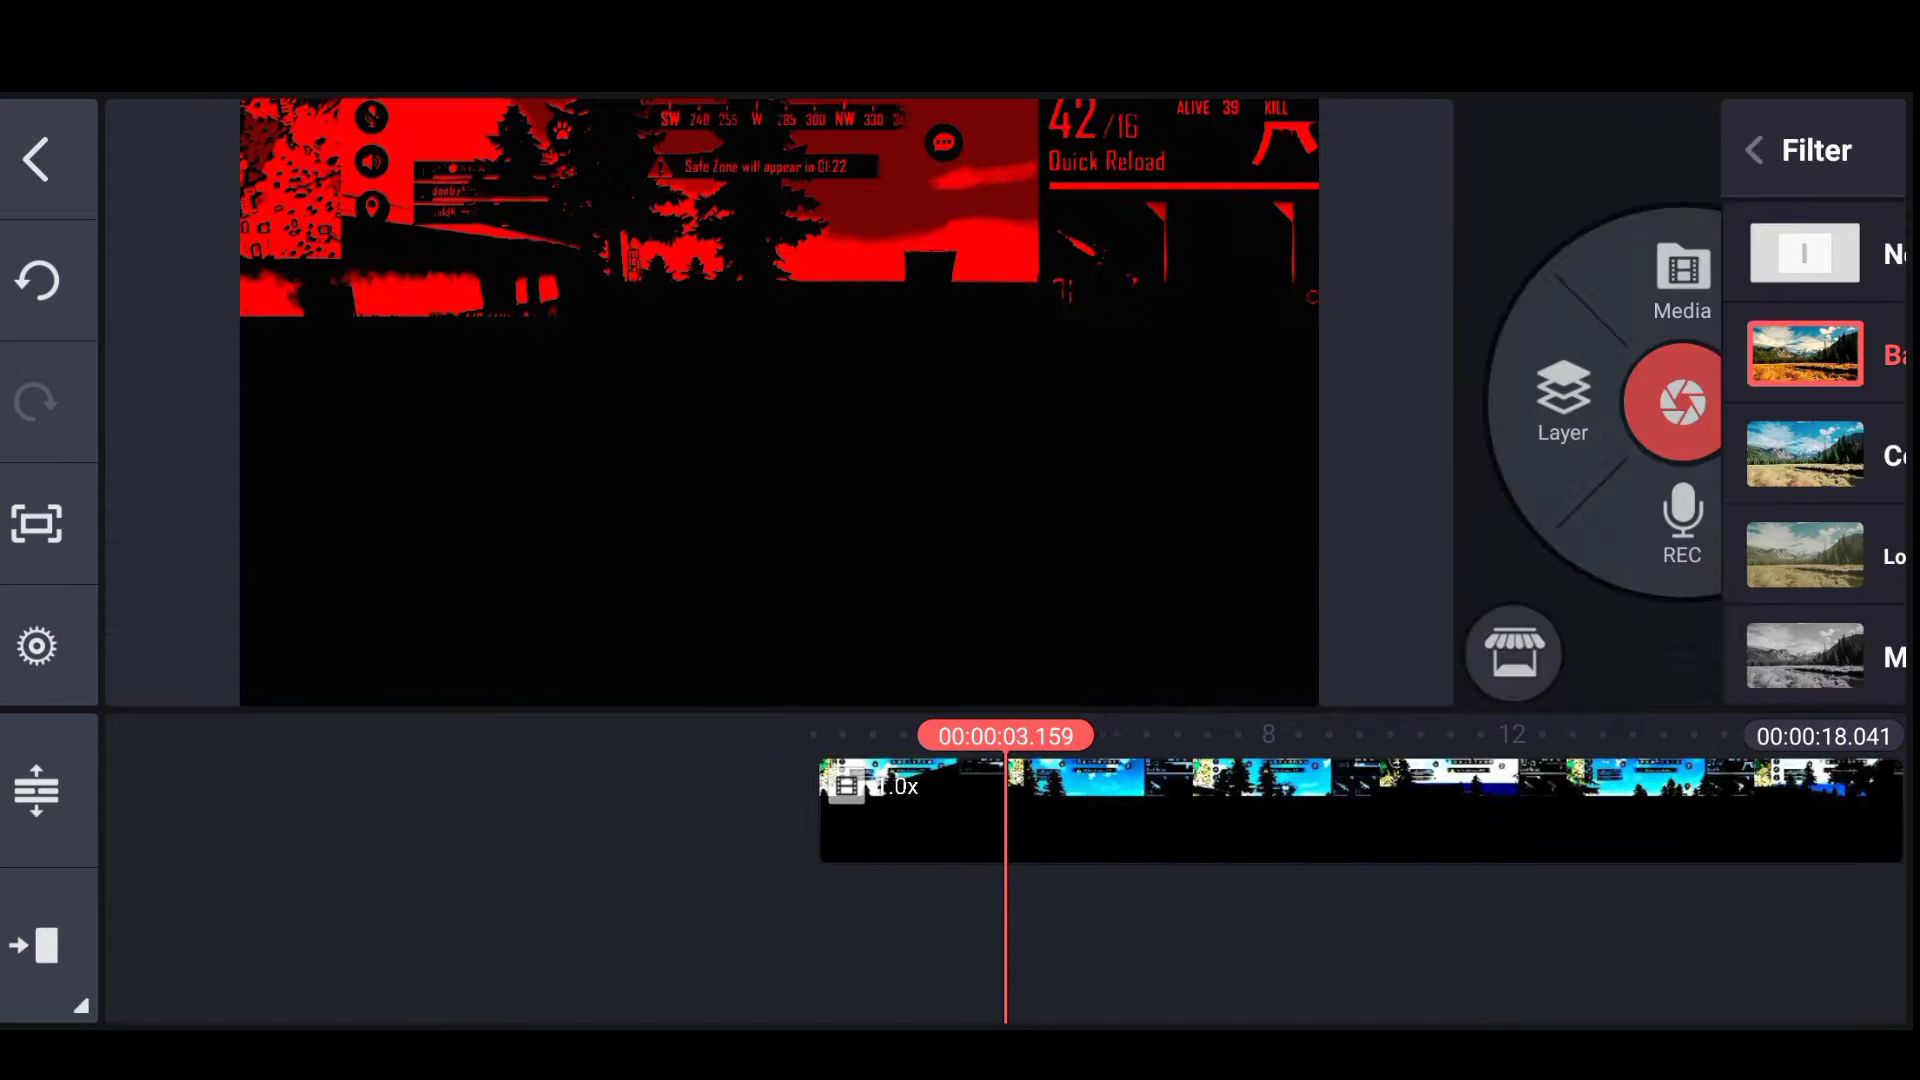 42/16
ALIVE 39 KILL
SW 240 255 W 285 300 NW 330
Safe Zone will appear in 01:22
Quick Reload
Filter
Media
Layer
REC
Lo
M
00:00:03.159
8
12
00:00:18.041
1.0x